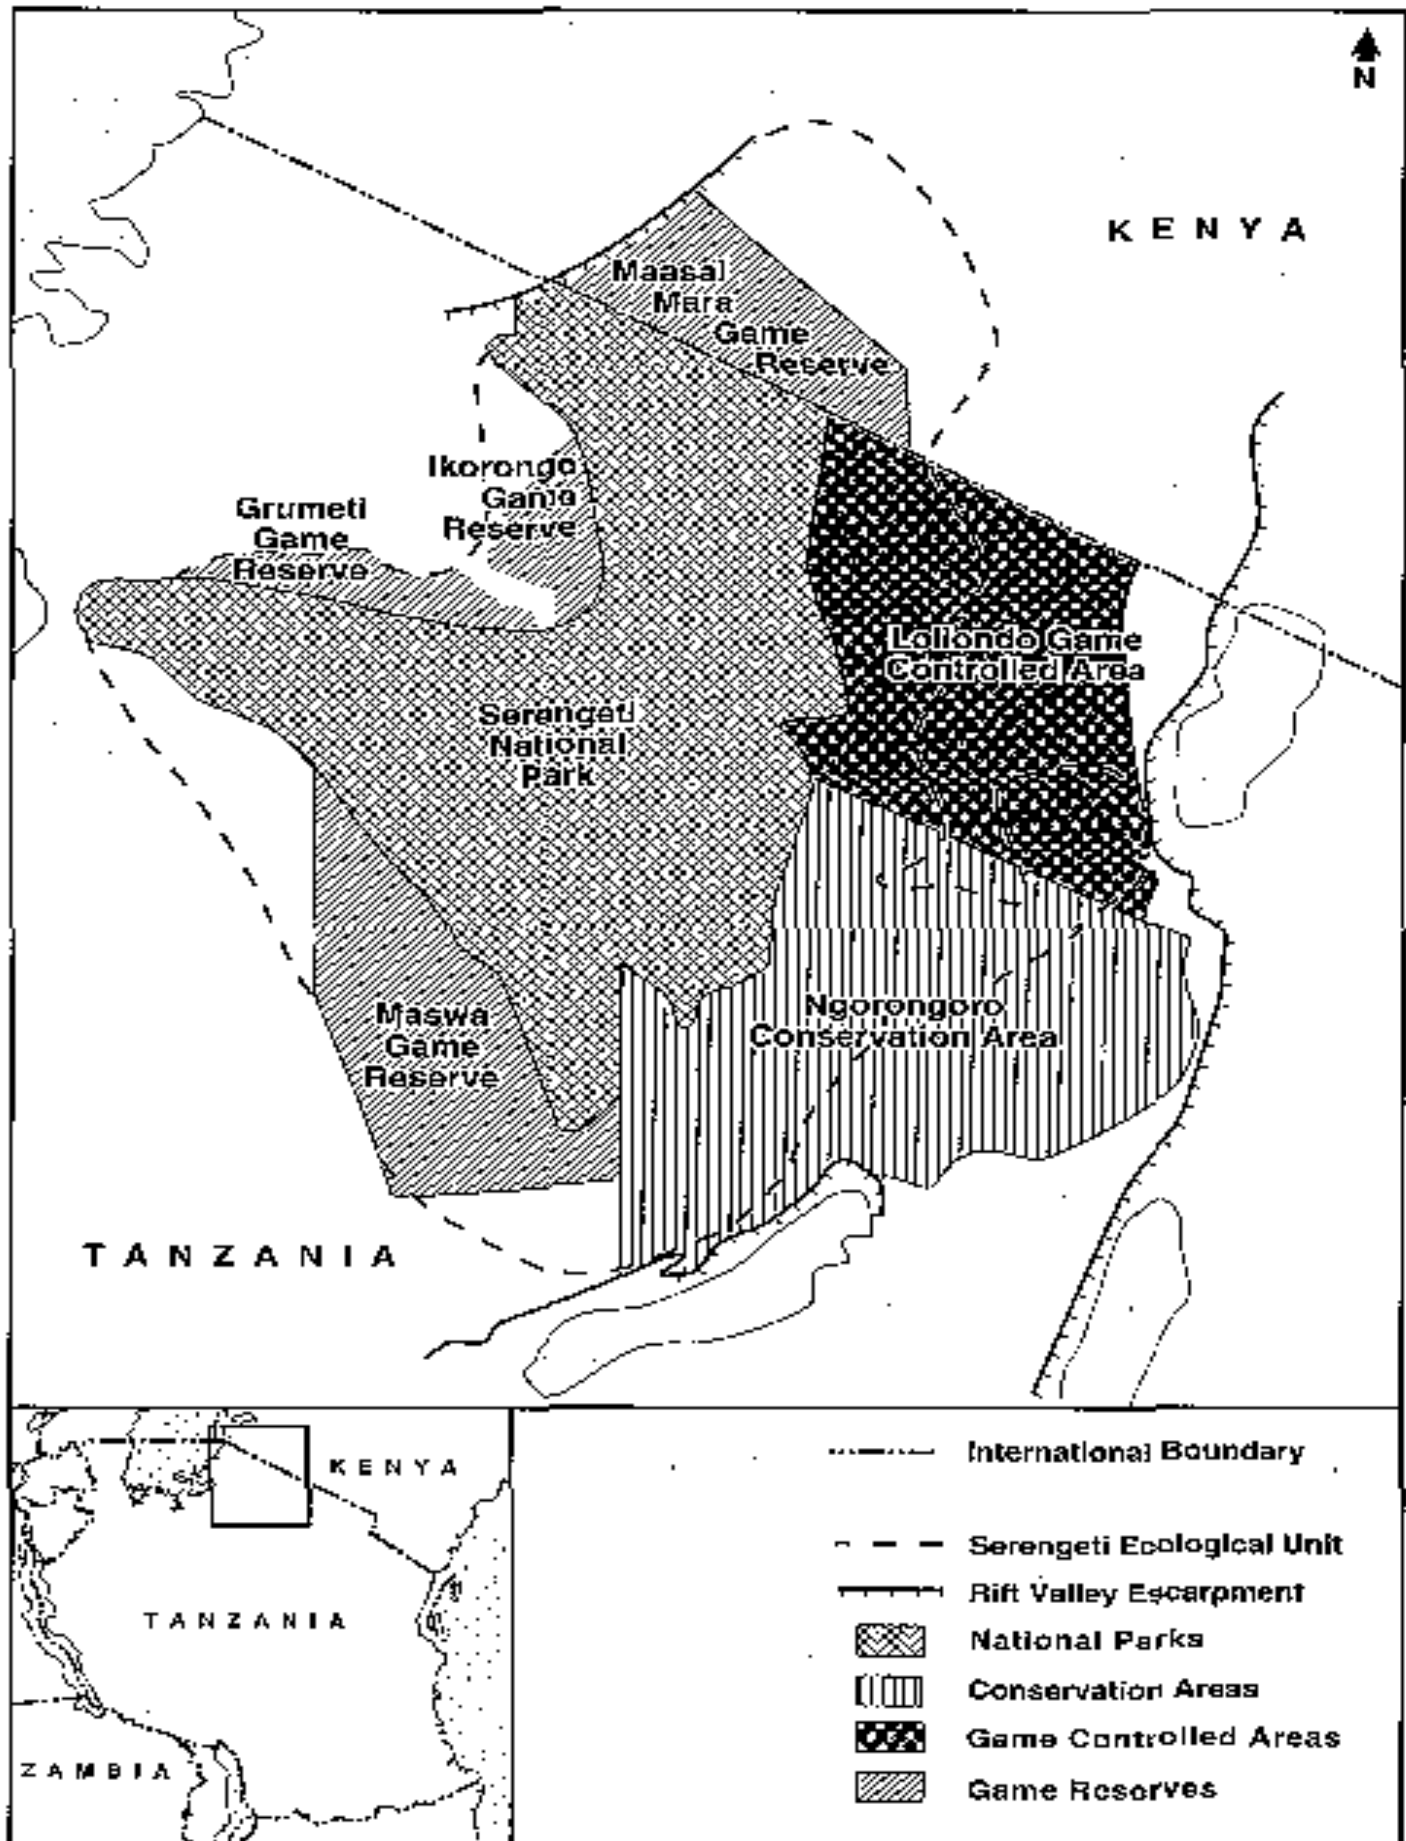 N
KENYA
Maasai
Mara
Game
Reserve
Ikorongo
Game
Reserve
Grumeti
Game
Reserve
Loliondo Game
Controlled Area
Serengeti
National
Park
Ngorongoro
Conservation Area
Maswa
Game
Reserve
TANZANIA
KENYA
TANZANIA
ZAMBIA
International Boundary
Serengeti Ecological Unit
Rift Valley Escarpment
National Parks
Conservation Areas
Game Controlled Areas
Game Reserves